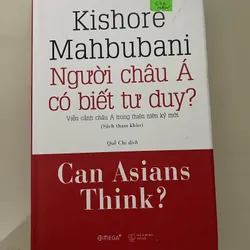 Kishore
Mahbubani
Người châu Á
có biết tư duy?
Viễn cảnh châu Á trong thiên niên kỷ mới
(Sách tham khảo)
Quế Chi dịch
Can Asians
Think?
OMEGA+